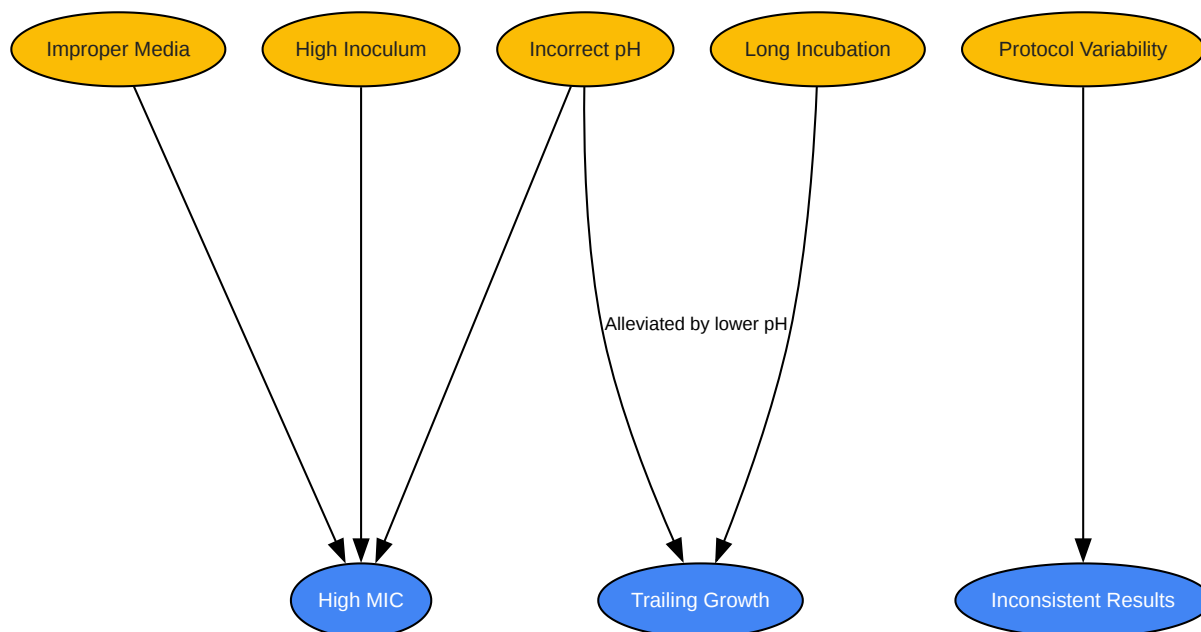 Improper Media
High Inoculum
Incorrect pH
Long Incubation
Protocol Variability
Alleviated by lower pH
High MIC
Trailing Growth
Inconsistent Results